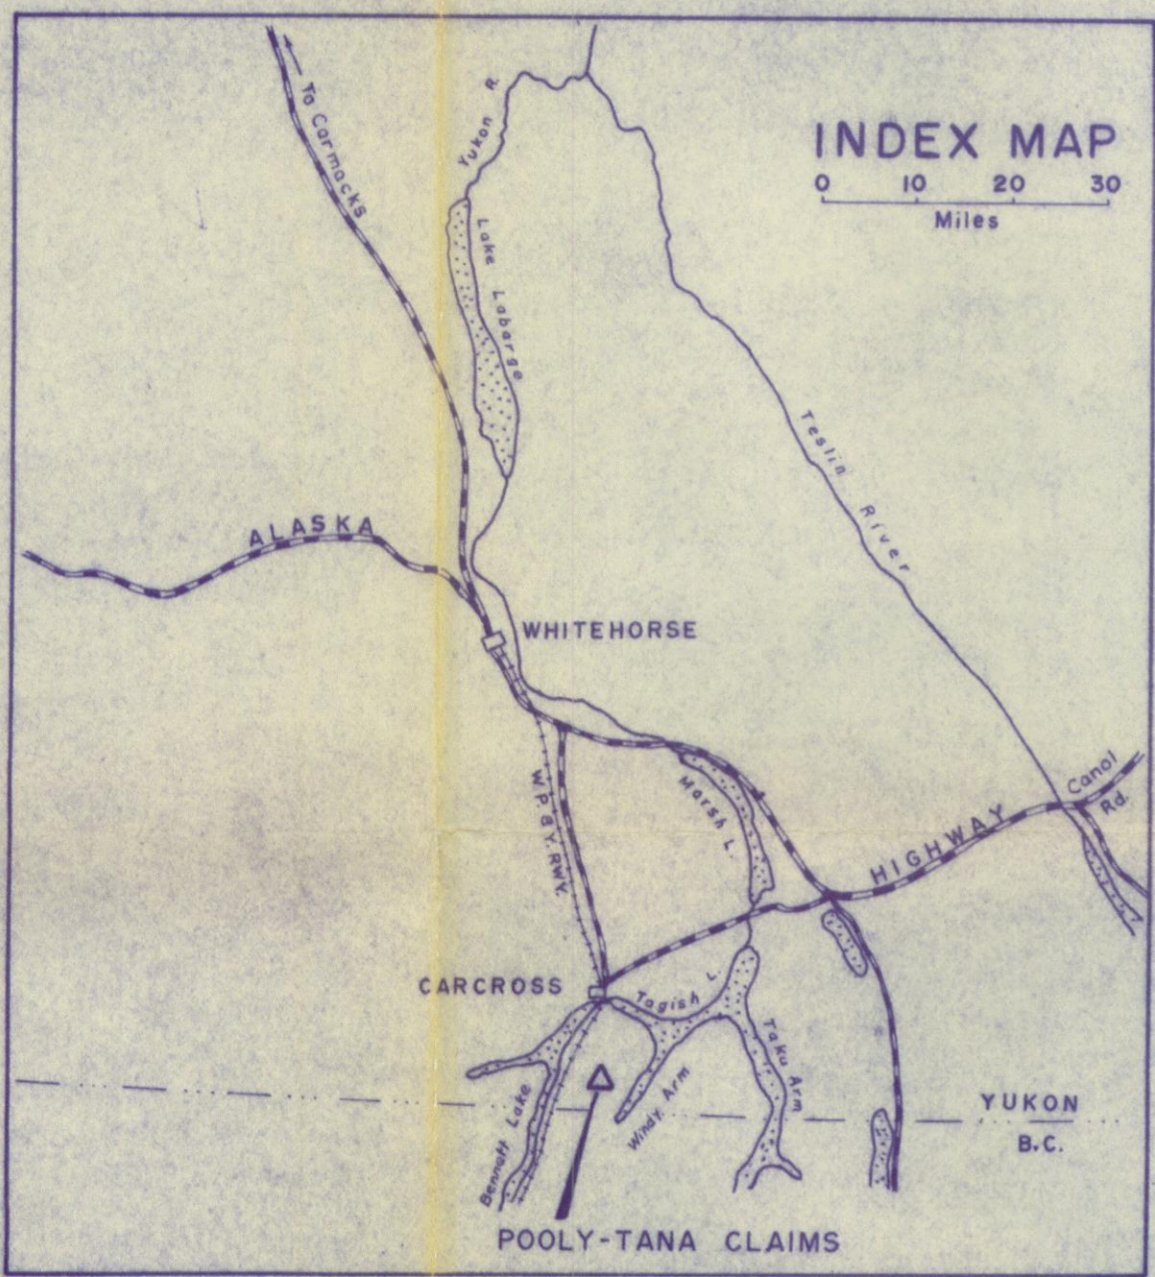 INDEX MAP
0 10 20 30
Miles
To Carmacks
Yukon R.
Lake Labarge
Teslin River
ALASKA
WHITEHORSE
Canol
Rd.
W.P.&Y. RWY.
Marsh L.
HIGHWAY
CARCROSS
Tagish L.
Taku Arm
Windy Arm
Bennett Lake
YUKON
B.C.
POOLY-TANA CLAIMS